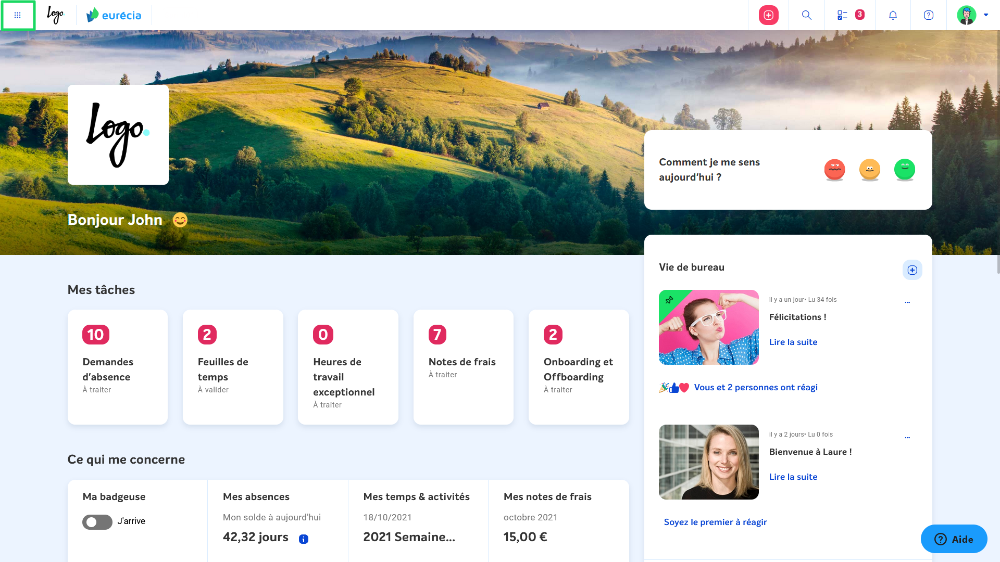 Logo
eurécia
3
Logo
Comment je me sens
aujourd'hui ?
Bonjour John
Vie de bureau
Mes tâches
il y a un jour• Lu 34 fois
...
Félicitations !
Lire la suite
10
Demandes
d'absence
À traiter
2
Feuilles de
temps
À valider
0
Heures de
travail
exceptionnel
À traiter
7
Notes de frais
À traiter
2
Onboarding et
Offboarding
À traiter
Vous et 2 personnes ont réagi
il y a 2 jours• Lu 0 fois
...
Bienvenue à Laure !
Lire la suite
Ce qui me concerne
Ma badgeuse
J'arrive
Mes absences
Mon solde à aujourd'hui
42,32 jours
Mes temps & activités
18/10/2021
2021 Semaine...
Mes notes de frais
octobre 2021
15,00 €
Soyez le premier à réagir
? Aide